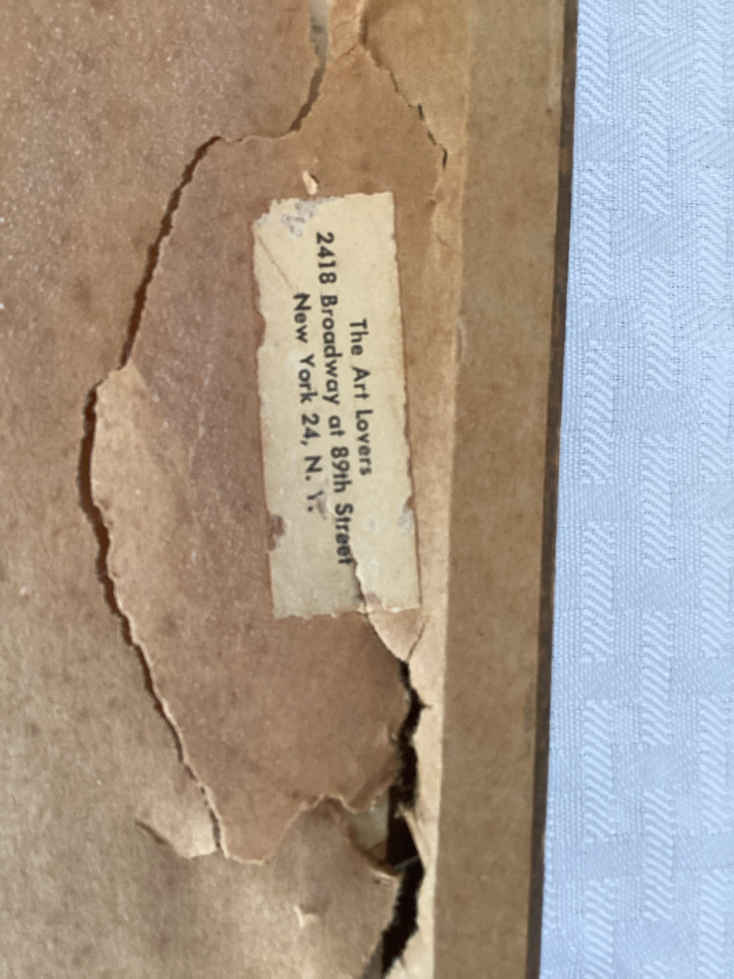 The Art Lovers
2418 Broadway at 89th Street
New York 24, N. Y.